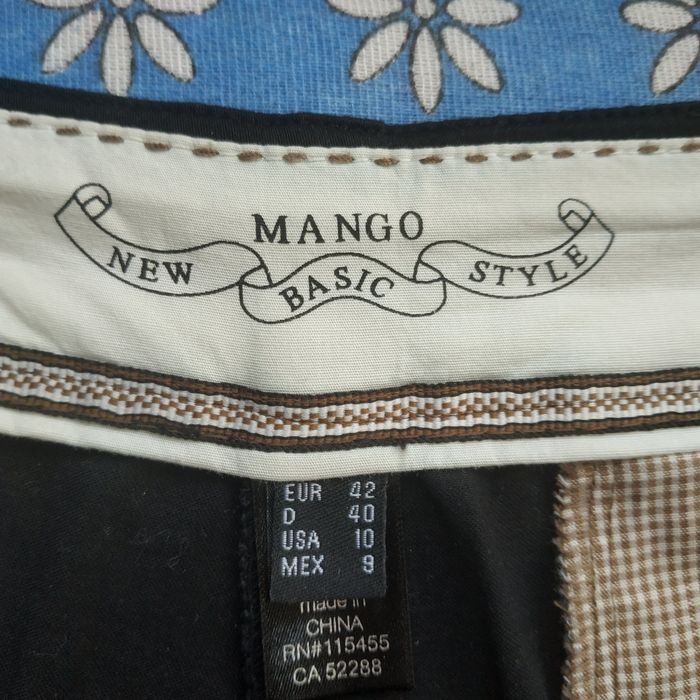 MANGO
NEW BASIC STYLE
EUR 42
D 40
USA 10
MEX 9
made in
CHINA
RN#115455
CA 52288